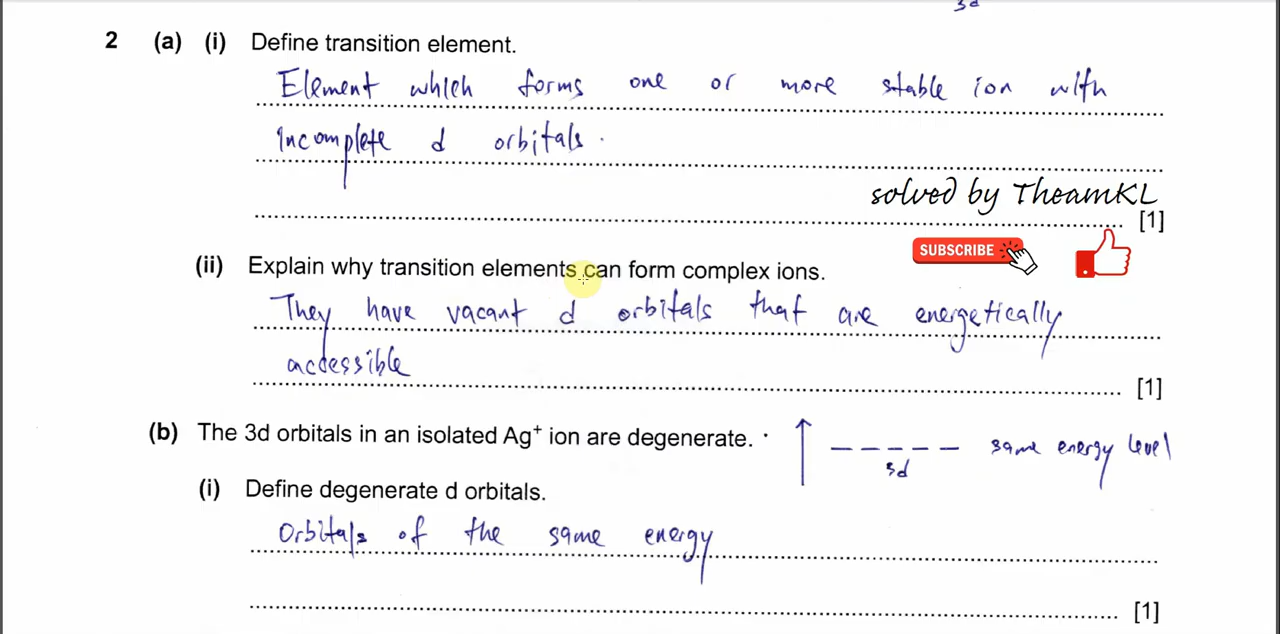 3d
2 (a) (i) Define transition element.
Element which forms one or more stable ion with
incomplete d orbitals.
solved by TheamKL
[1]
SUBSCRIBE
(ii) Explain why transition elements can form complex ions.
They have vacant d orbitals that are energetically
accessible
[1]
(b) The 3d orbitals in an isolated Ag⁺ ion are degenerate.
same energy level
3d
(i) Define degenerate d orbitals.
Orbitals of the same energy
[1]